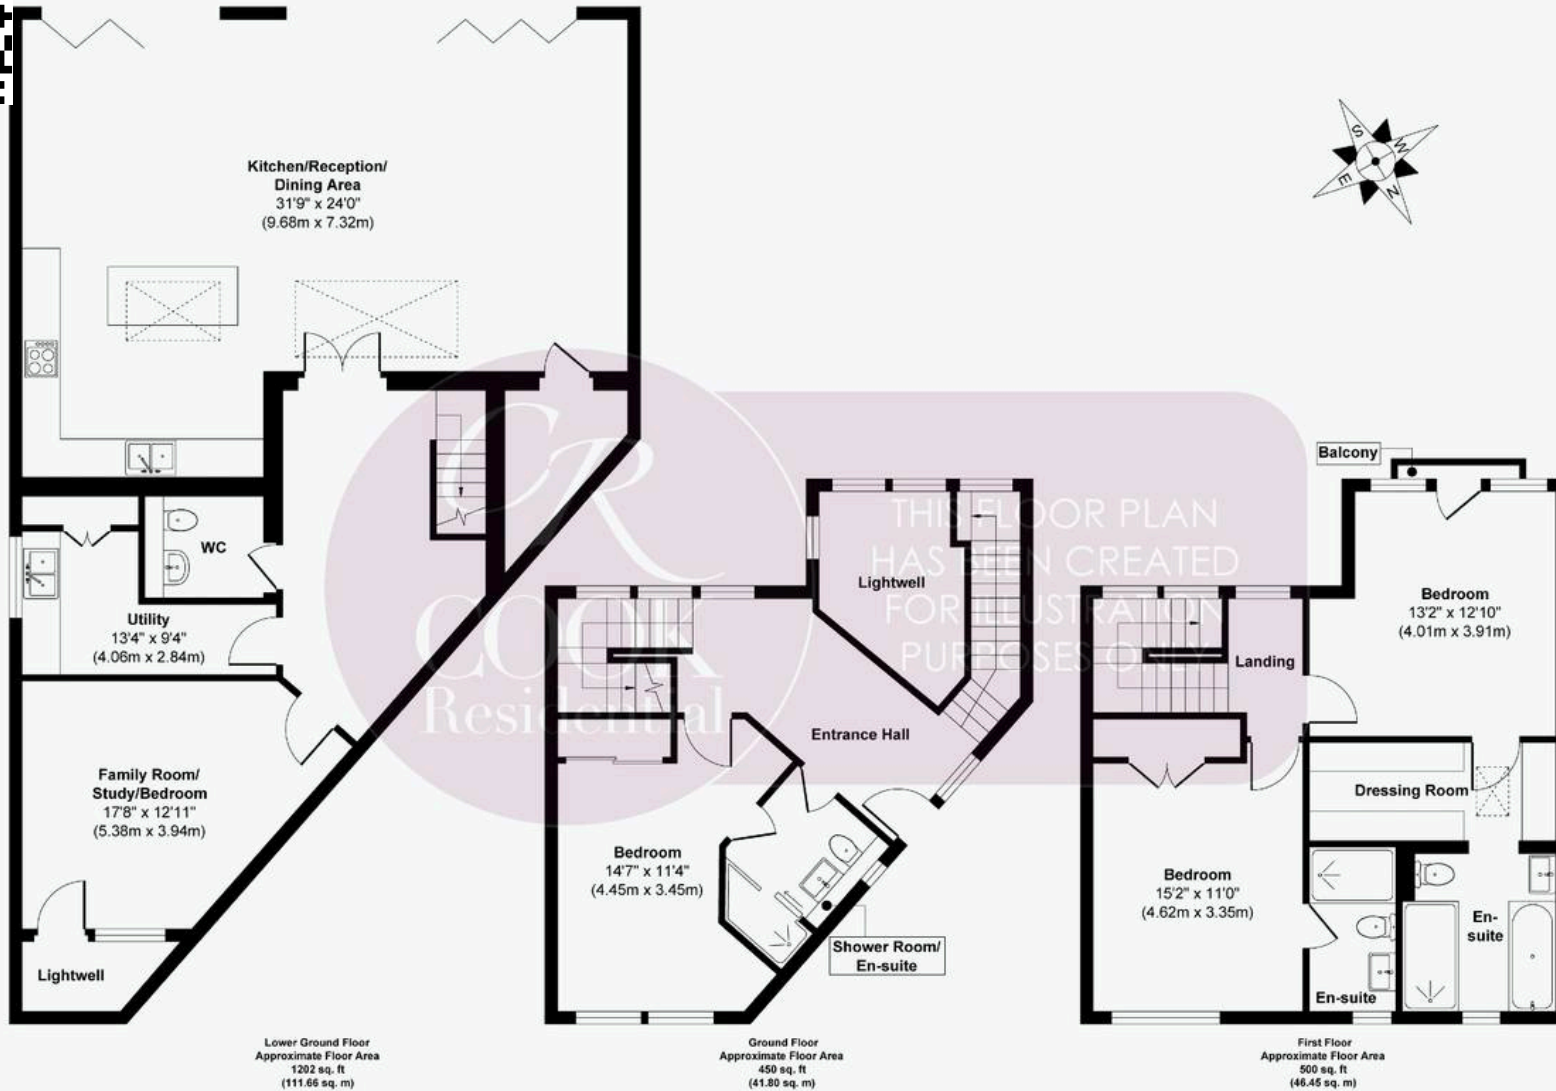 Kitchen/Reception/
Dining Area
31'9" x 24'0"
(9.68m x 7.32m)
S
W
E
N
WC
Utility
13'4" x 9'4"
(4.06m x 2.84m)
Family Room/
Study/Bedroom
17'8" x 12'11"
(5.38m x 3.94m)
Lightwell
Lower Ground Floor
Approximate Floor Area
1202 sq. ft
(111.66 sq. m)
CR
COOK
Residential
THIS FLOOR PLAN
HAS BEEN CREATED
FOR ILLUSTRATION
PURPOSES ONLY
Lightwell
Entrance Hall
Bedroom
14'7" x 11'4"
(4.45m x 3.45m)
Shower Room/
En-suite
Ground Floor
Approximate Floor Area
450 sq. ft
(41.80 sq. m)
Balcony
Bedroom
13'2" x 12'10"
(4.01m x 3.91m)
Landing
Dressing Room
Bedroom
15'2" x 11'0"
(4.62m x 3.35m)
En-
suite
En-suite
First Floor
Approximate Floor Area
500 sq. ft
(46.45 sq. m)